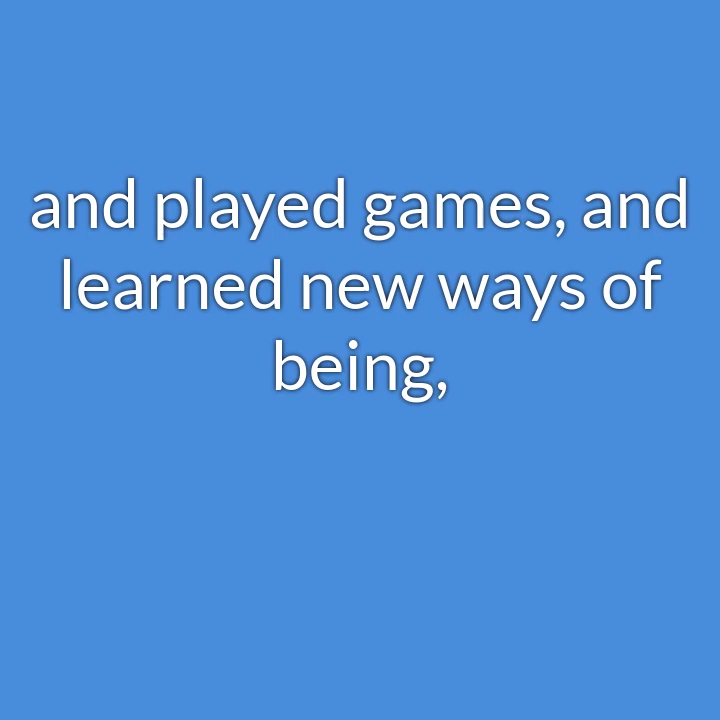 and played games, and
learned new ways of
being,